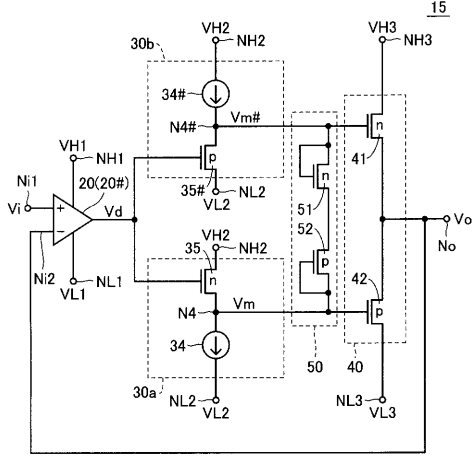 15
30b
VH2
NH2
VH3
NH3
34#
N4#
Vm#
n
41
p
35#
NL2
VL2
VH1
NH1
Ni1
20(20#)
Vi
+
−
Vd
Ni2
NL1
VL1
n
51
52
p
Vo
No
35
VH2
NH2
n
N4
Vm
42
p
34
50
40
NL2
VL2
30a
NL3
VL3